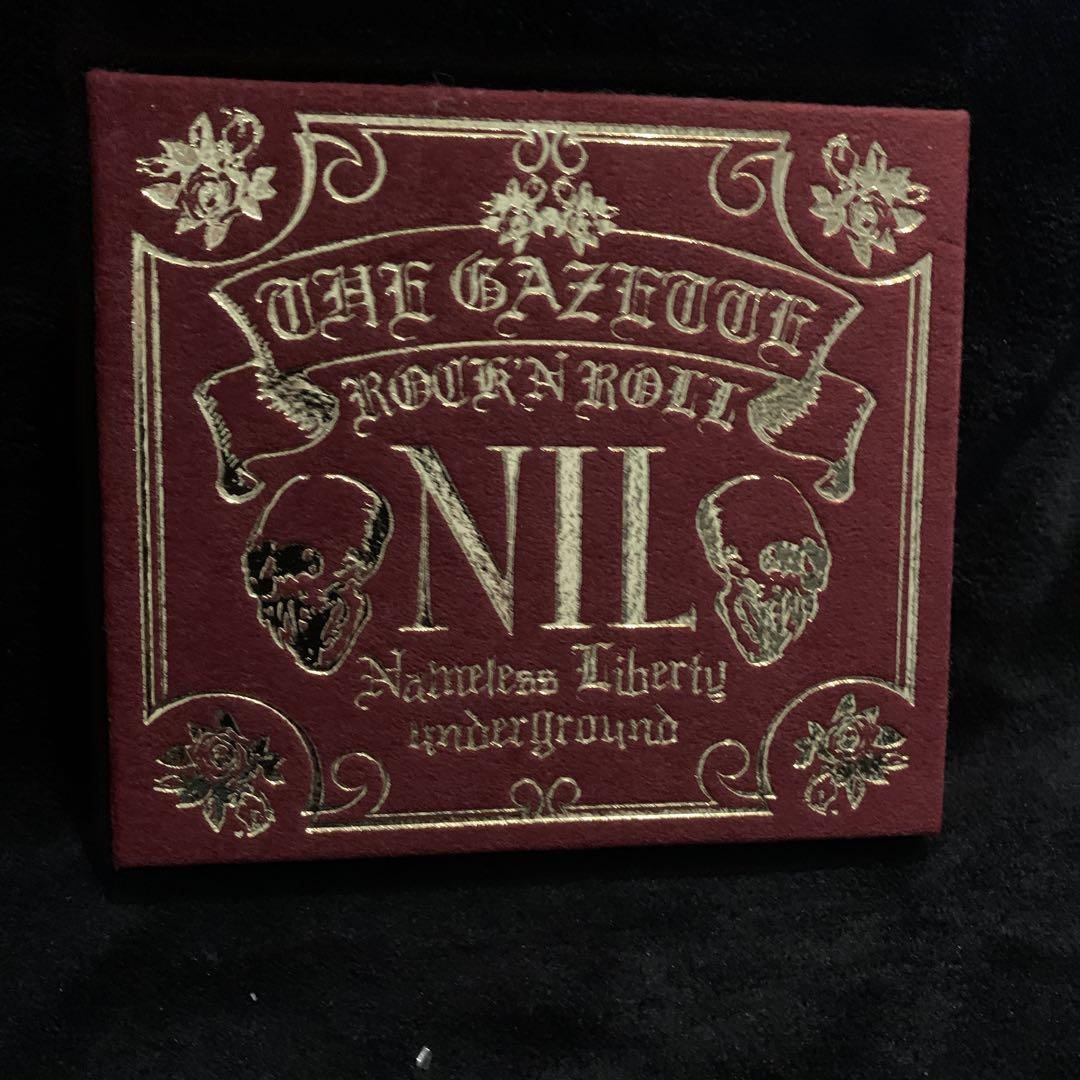 THE GAZETTE
ROCK'N ROLL
NIL
Nameless Liberty
underground